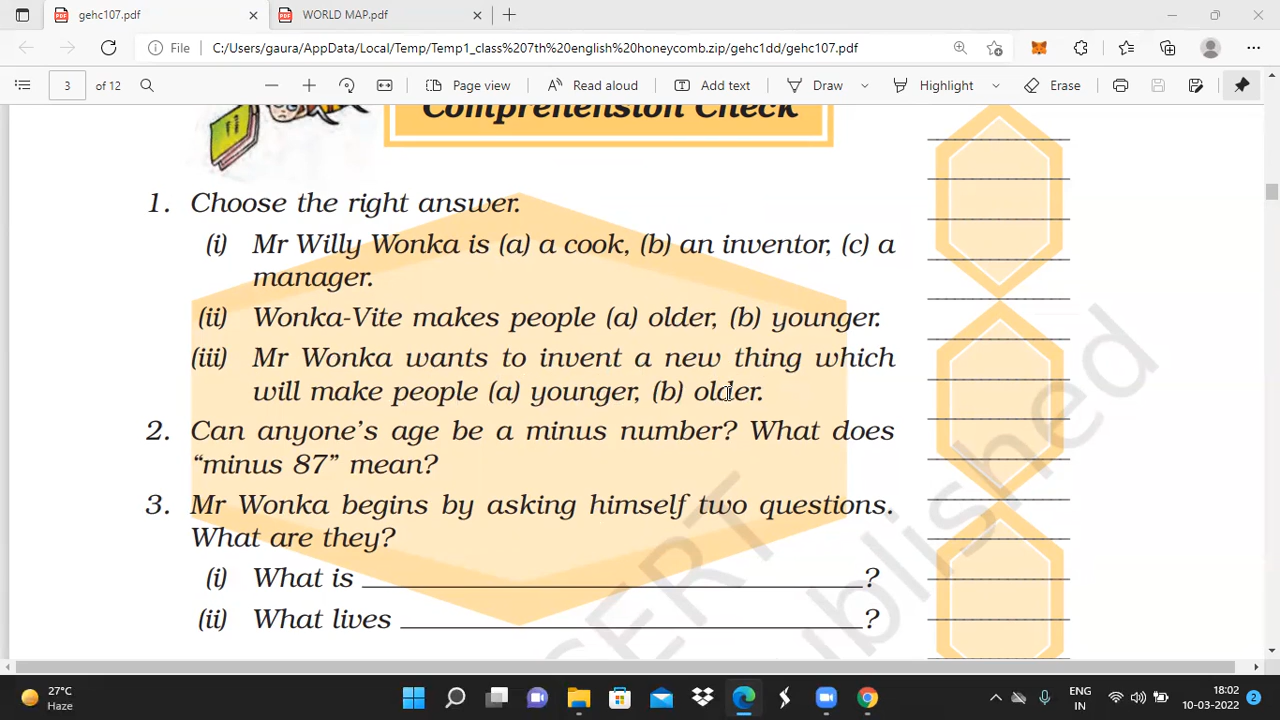 gehc107.pdf
WORLD MAP.pdf
File C:/Users/gaura/AppData/Local/Temp/Temp1_class%207th%20english%20honeycomb.zip/gehc1dd/gehc107.pdf
3 of 12 Page view Read aloud Add text Draw Highlight Erase
Comprehension Check
1. Choose the right answer.
(i) Mr Willy Wonka is (a) a cook, (b) an inventor, (c) a
manager.
(ii) Wonka-Vite makes people (a) older, (b) younger.
(iii) Mr Wonka wants to invent a new thing which
will make people (a) younger, (b) older.
2. Can anyone's age be a minus number? What does
“minus 87” mean?
3. Mr Wonka begins by asking himself two questions.
What are they?
(i) What is ?
(ii) What lives ?
27°C
Haze
ENG
IN
18:02
10-03-2022
2